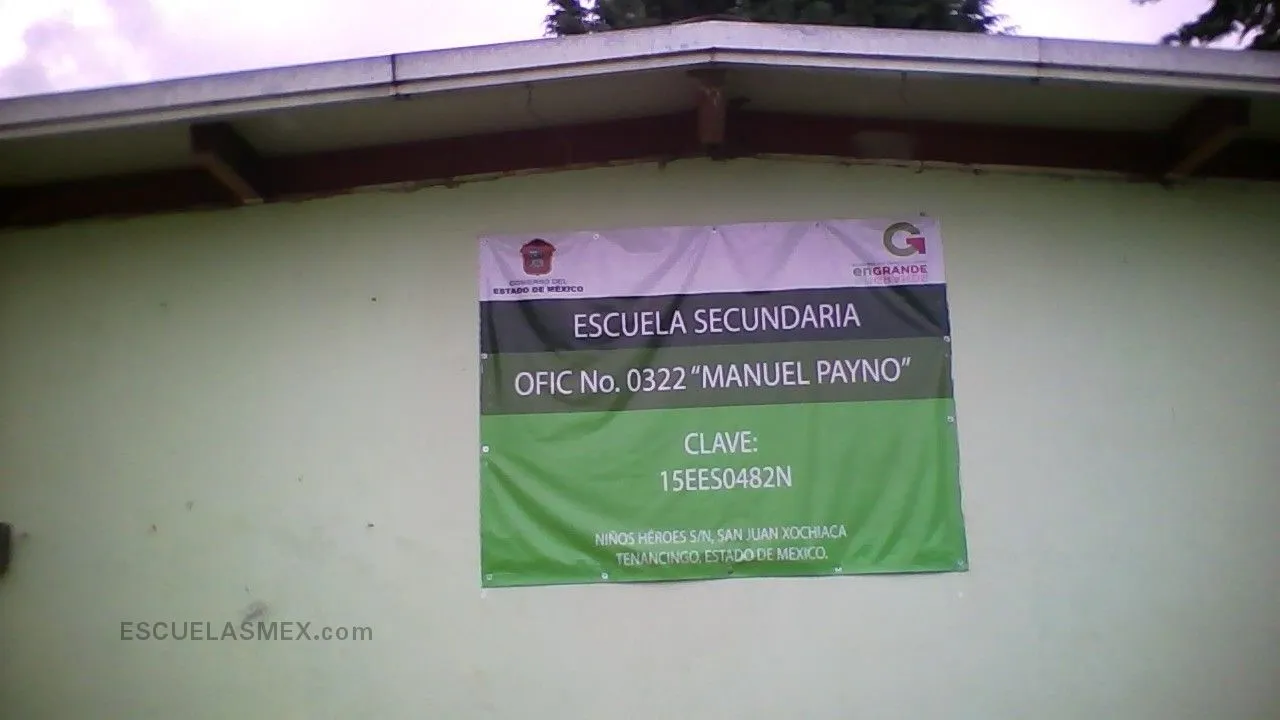 GOBIERNO DEL
ESTADO DE MÉXICO
enGRANDE
ESCUELA SECUNDARIA
OFIC No. 0322 “MANUEL PAYNO”
CLAVE:
15EES0482N
NIÑOS HÉROES S/N, SAN JUAN XOCHIACA
TENANCINGO, ESTADO DE MEXICO.
ESCUELASMEX.com